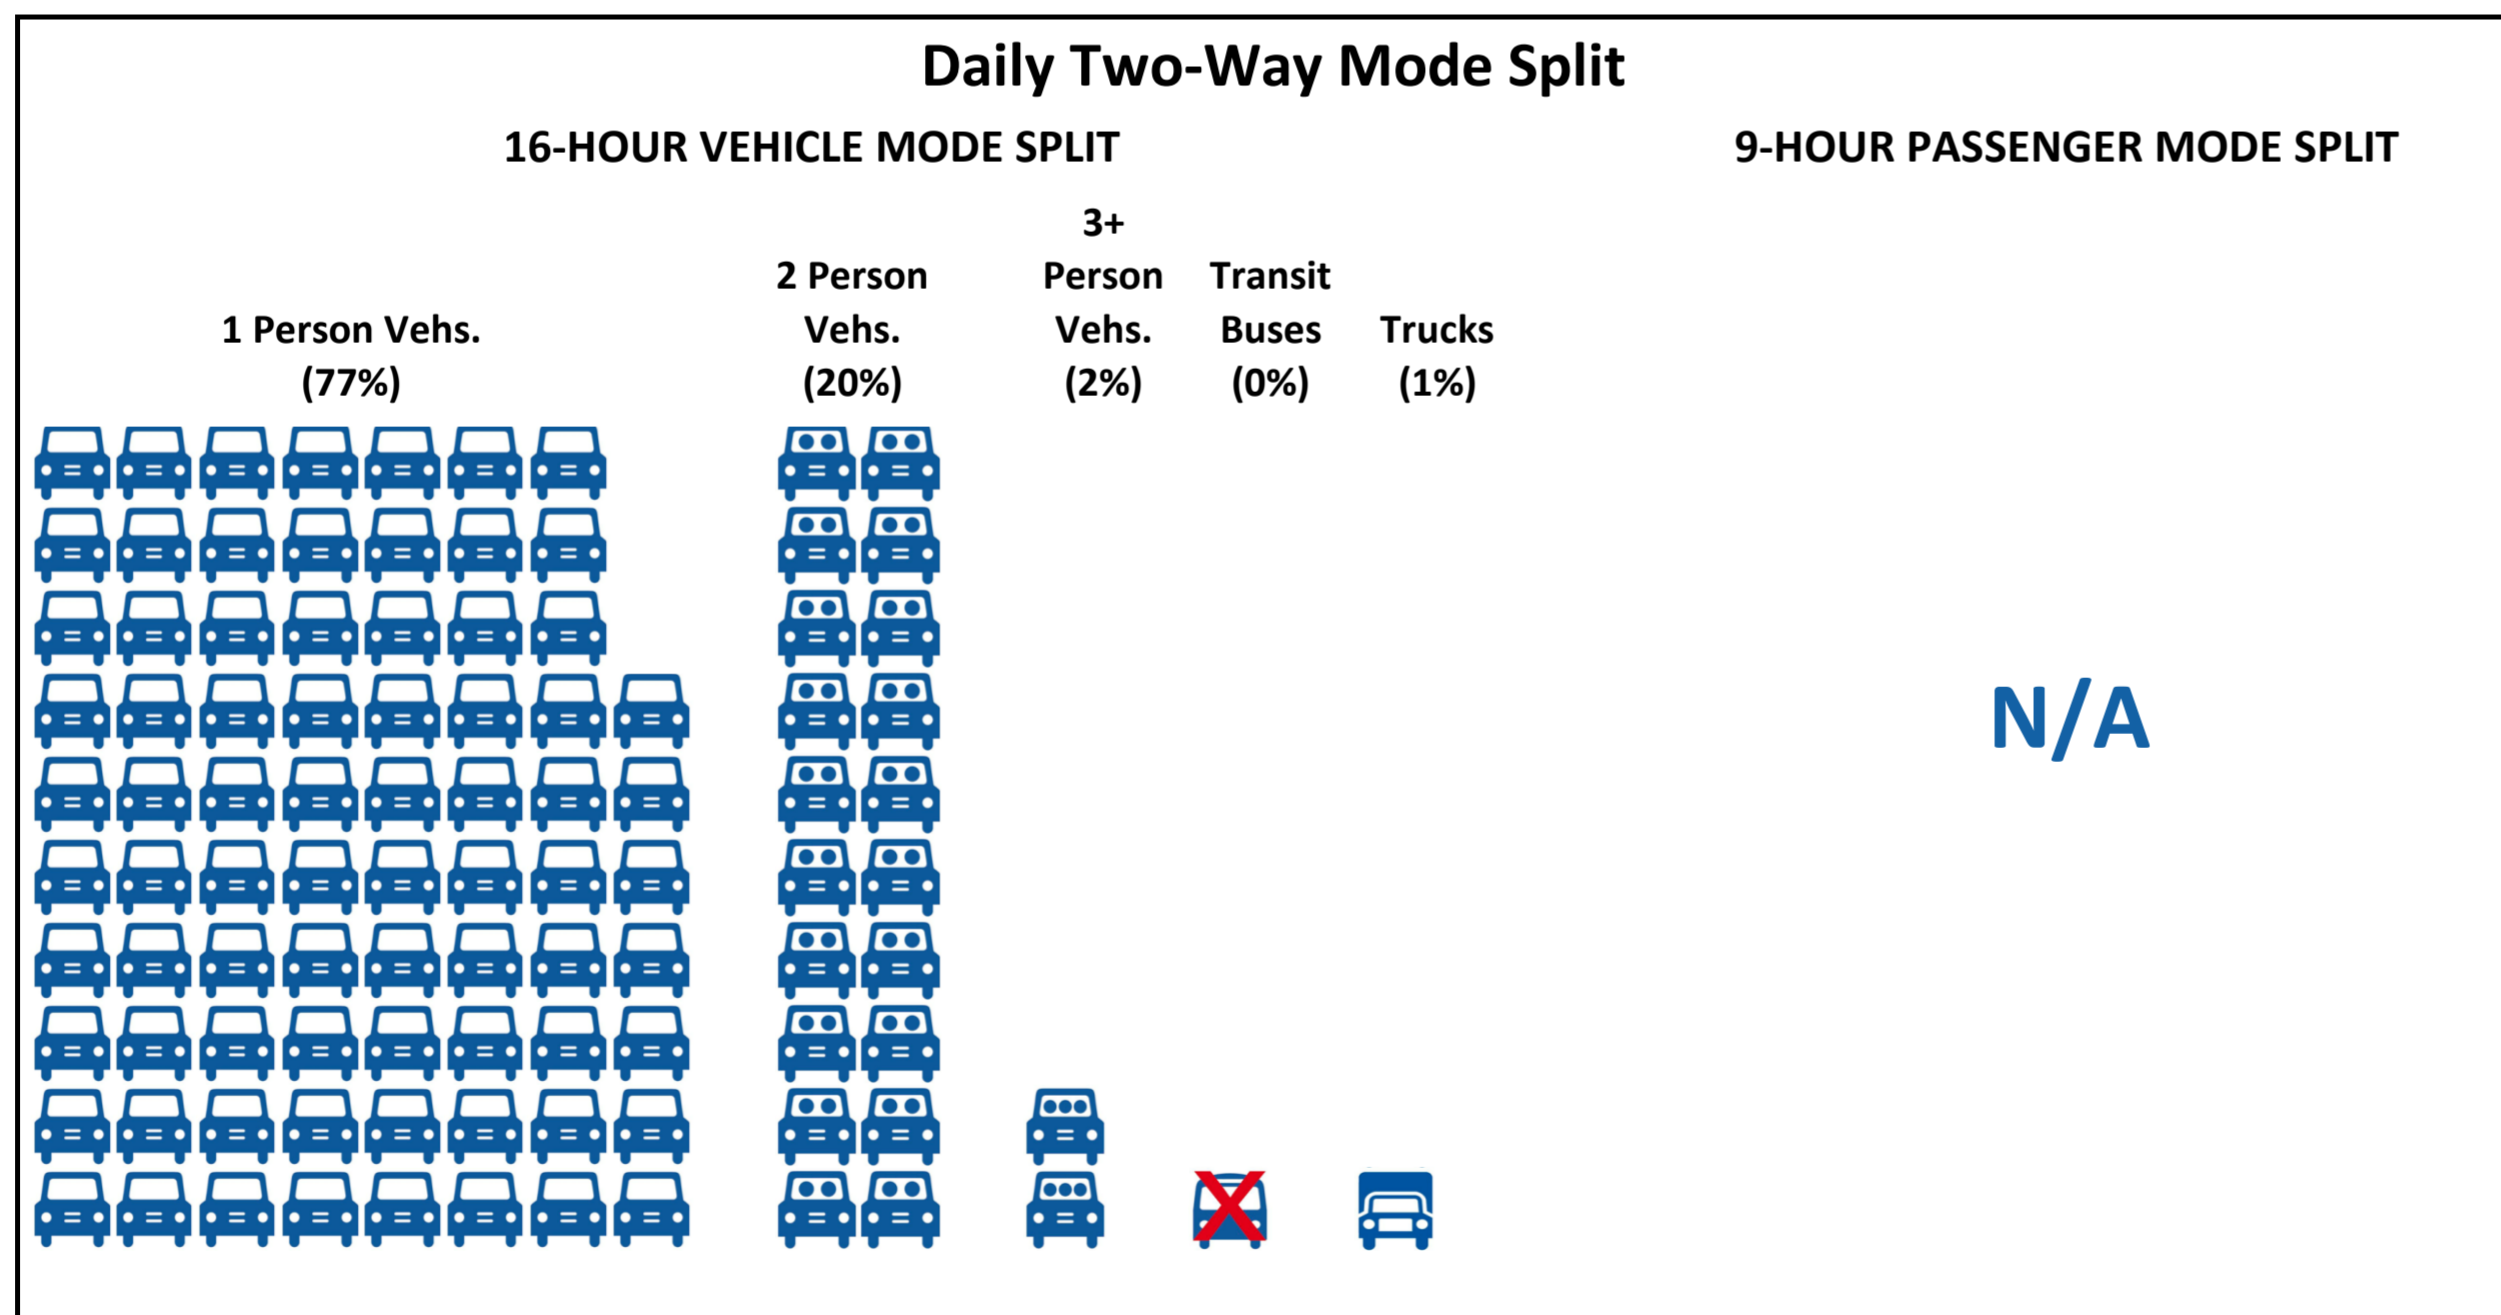 Daily Two-Way Mode Split
16-HOUR VEHICLE MODE SPLIT
9-HOUR PASSENGER MODE SPLIT
1 Person Vehs.
(77%)
2 Person
Vehs.
(20%)
3+
Person
Vehs.
(2%)
Transit
Buses
(0%)
Trucks
(1%)
N/A